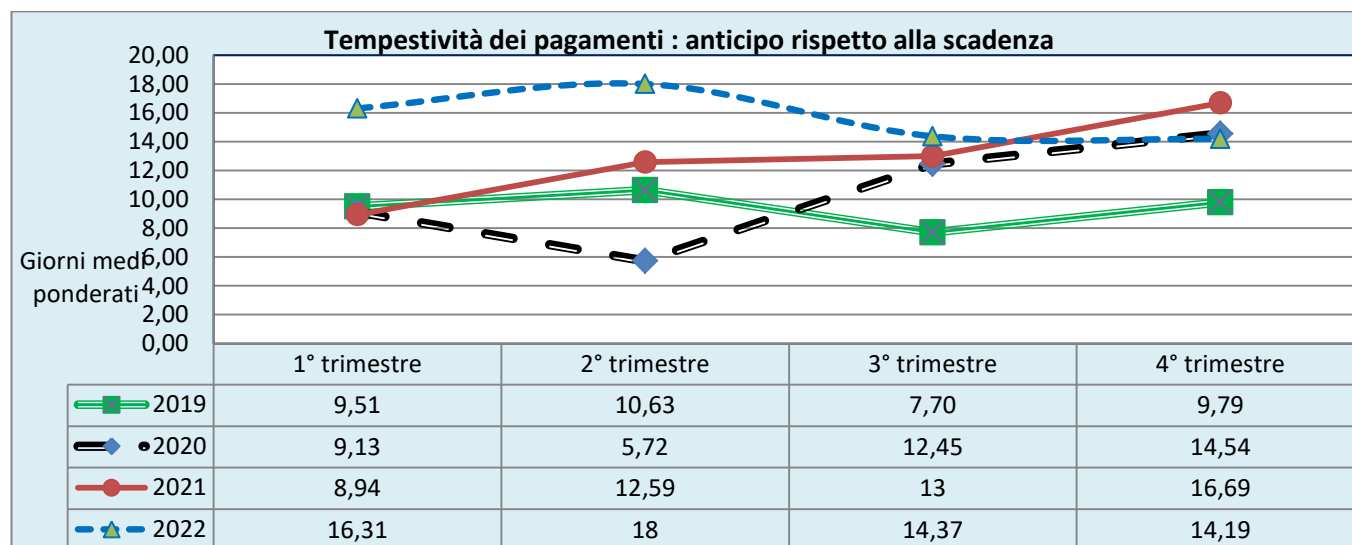 Tempestività dei pagamenti : anticipo rispetto alla scadenza
20,00
18,00
16,00
14,00
12,00
10,00
8,00
6,00
4,00
2,00
0,00
Giorni medi
ponderati
1° trimestre 2° trimestre 3° trimestre 4° trimestre
2019 9,51 10,63 7,70 9,79
2020 9,13 5,72 12,45 14,54
2021 8,94 12,59 13 16,69
2022 16,31 18 14,37 14,19